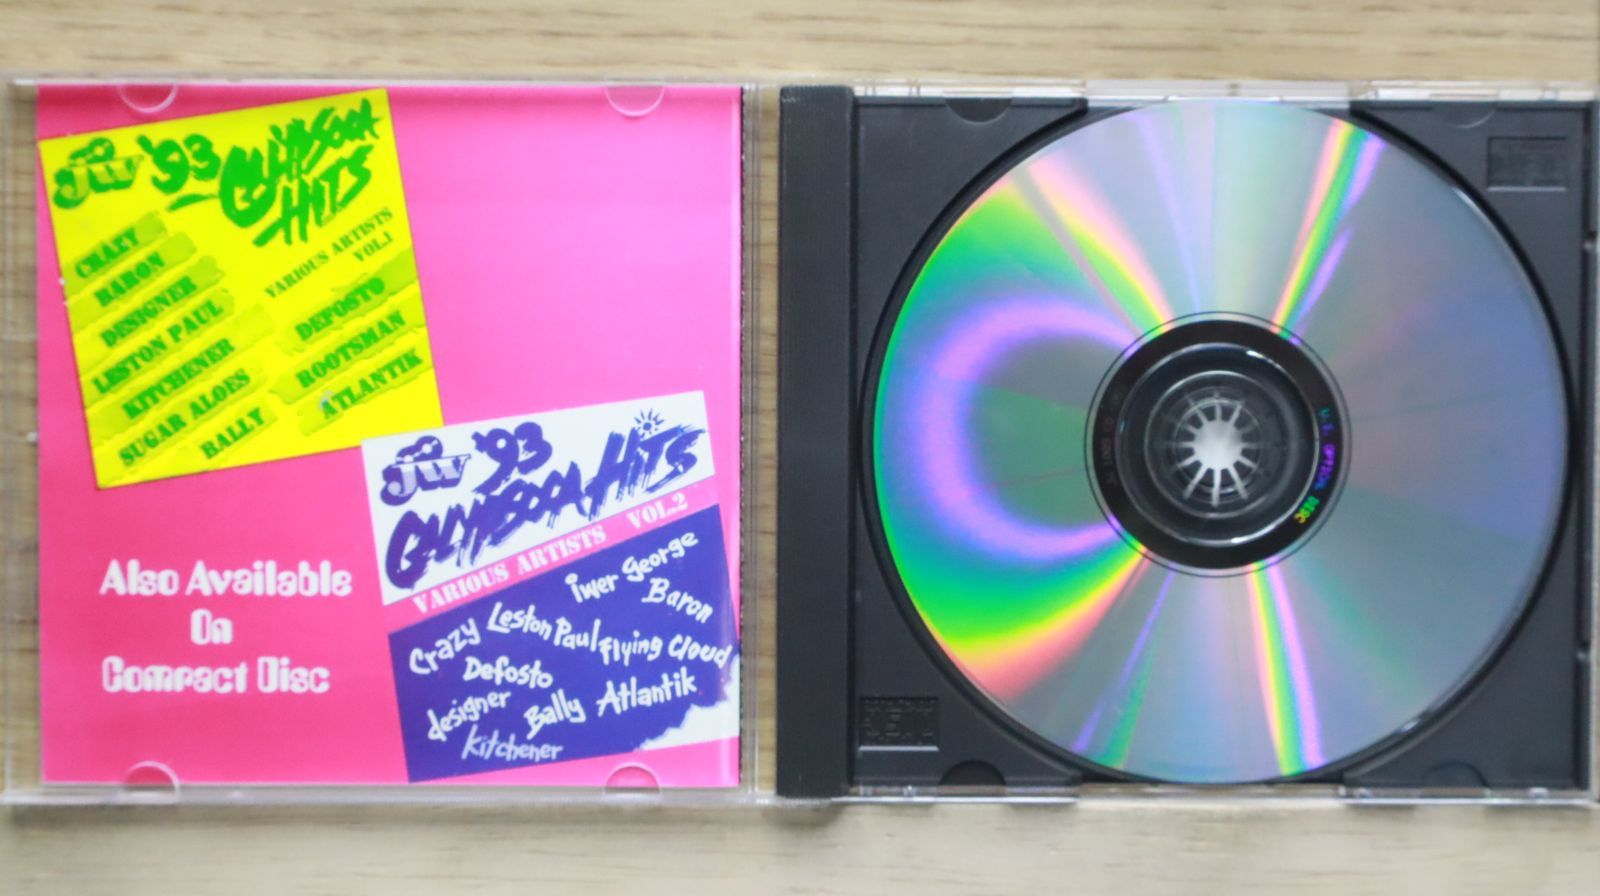 jw '93 CALYPSOCA
HITS
VARIOUS ARTISTS
VOL.1
CRAZY
BARON
DESIGNER
LESTON PAUL
KITCHENER
SUGAR ALOES
BALLY
DEFOSTO
ROOTSMAN
ATLANTIK
jw '93
CALYPSOCA HITS
VARIOUS ARTISTS VOL.2
iwer George
Crazy Leston Paul Baron
Defosto Flying Cloud
designer Bally Atlantik
Kitchener
Also Available
On
Compact Disc
U.S. OPTICAL DISC